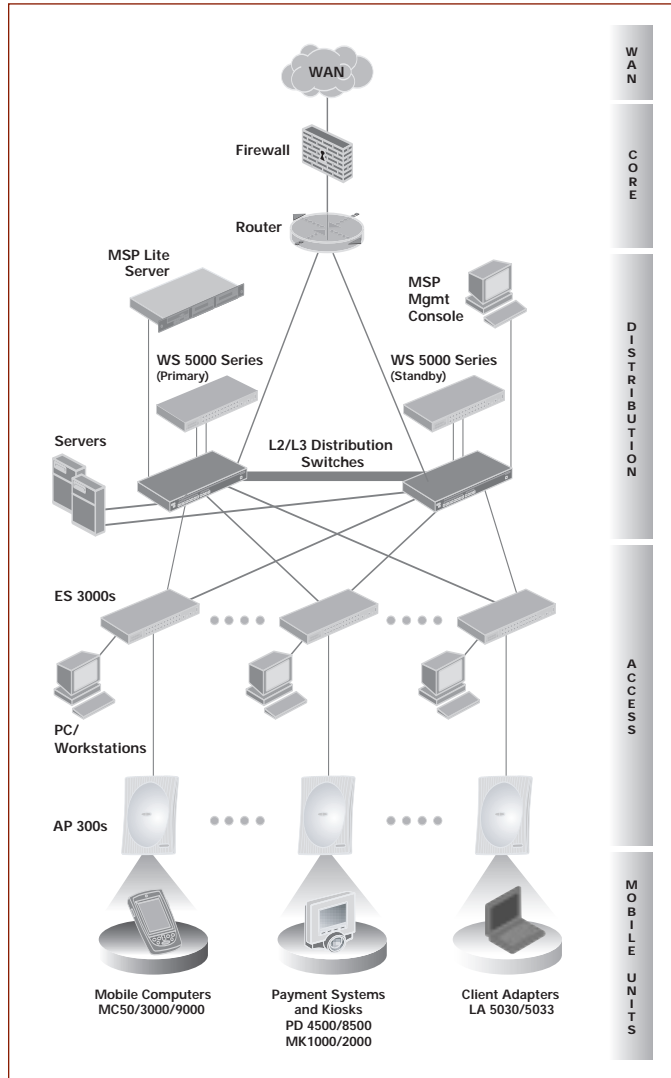 WAN
WAN
Firewall
CORE
Router
MSP Lite
Server
MSP
Mgmt
Console
DISTRIBUTION
WS 5000 Series
(Primary)
WS 5000 Series
(Standby)
Servers
L2/L3 Distribution
Switches
ES 3000s
ACCESS
PC/
Workstations
AP 300s
MOBILE UNITS
Mobile Computers
MC50/3000/9000
Payment Systems
and Kiosks
PD 4500/8500
MK1000/2000
Client Adapters
LA 5030/5033